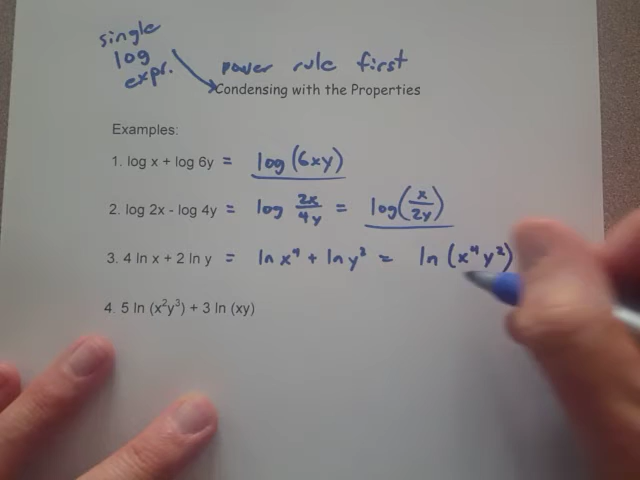 single
log
expr.
power rule first
Condensing with the Properties
Examples:
1. log x + log 6y = log(6xy)
2. log 2x - log 4y = log 2x/4y = log(x/2y)
3. 4 ln x + 2 ln y = ln x⁴ + ln y² = ln (x⁴y²)
4. 5 ln (x²y³) + 3 ln (xy)